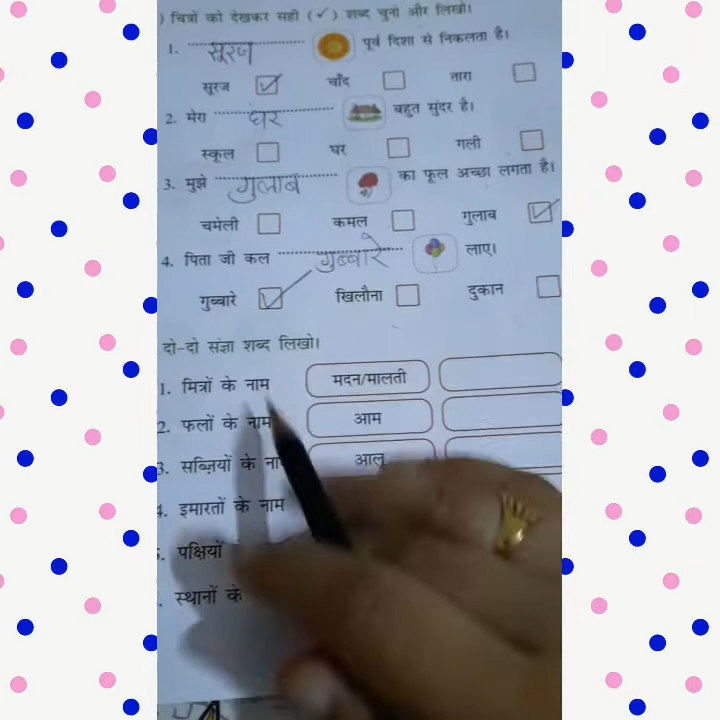 ) चित्रों को देखकर सही (✓) शब्द चुनो और लिखो।
1. सूरज पूर्व दिशा से निकलता है।
सूरज ✓ चाँद तारा
2. मेरा घर बहुत सुंदर है।
स्कूल घर गली
3. मुझे गुलाब का फूल अच्छा लगता है।
चमेली कमल गुलाब ✓
4. पिता जी कल गुब्बारे लाए।
गुब्बारे ✓ खिलौना दुकान
दो-दो संज्ञा शब्द लिखो।
1. मित्रों के नाम मदन/मालती
2. फलों के नाम आम
3. सब्ज़ियों के आलू
4. इमारतों के नाम
5. पक्षियों
. स्थानों के